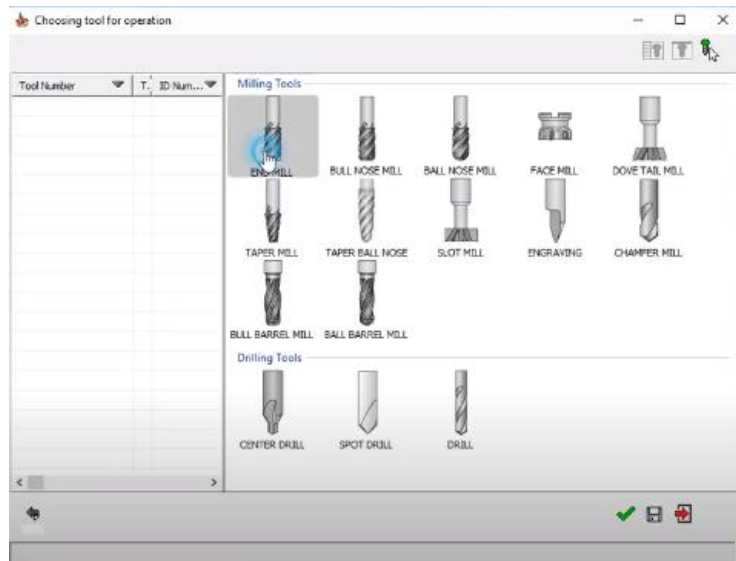 Choosing tool for operation
Tool Number T. ID Num...
Milling Tools
END MILL BULL NOSE MILL BALL NOSE MILL FACE MILL DOVE TAIL MILL
TAPER MILL TAPER BALL NOSE SLOT MILL ENGRAVING CHAMFER MILL
BULL BARREL MILL BALL BARREL MILL
Drilling Tools
CENTER DRILL SPOT DRILL DRILL